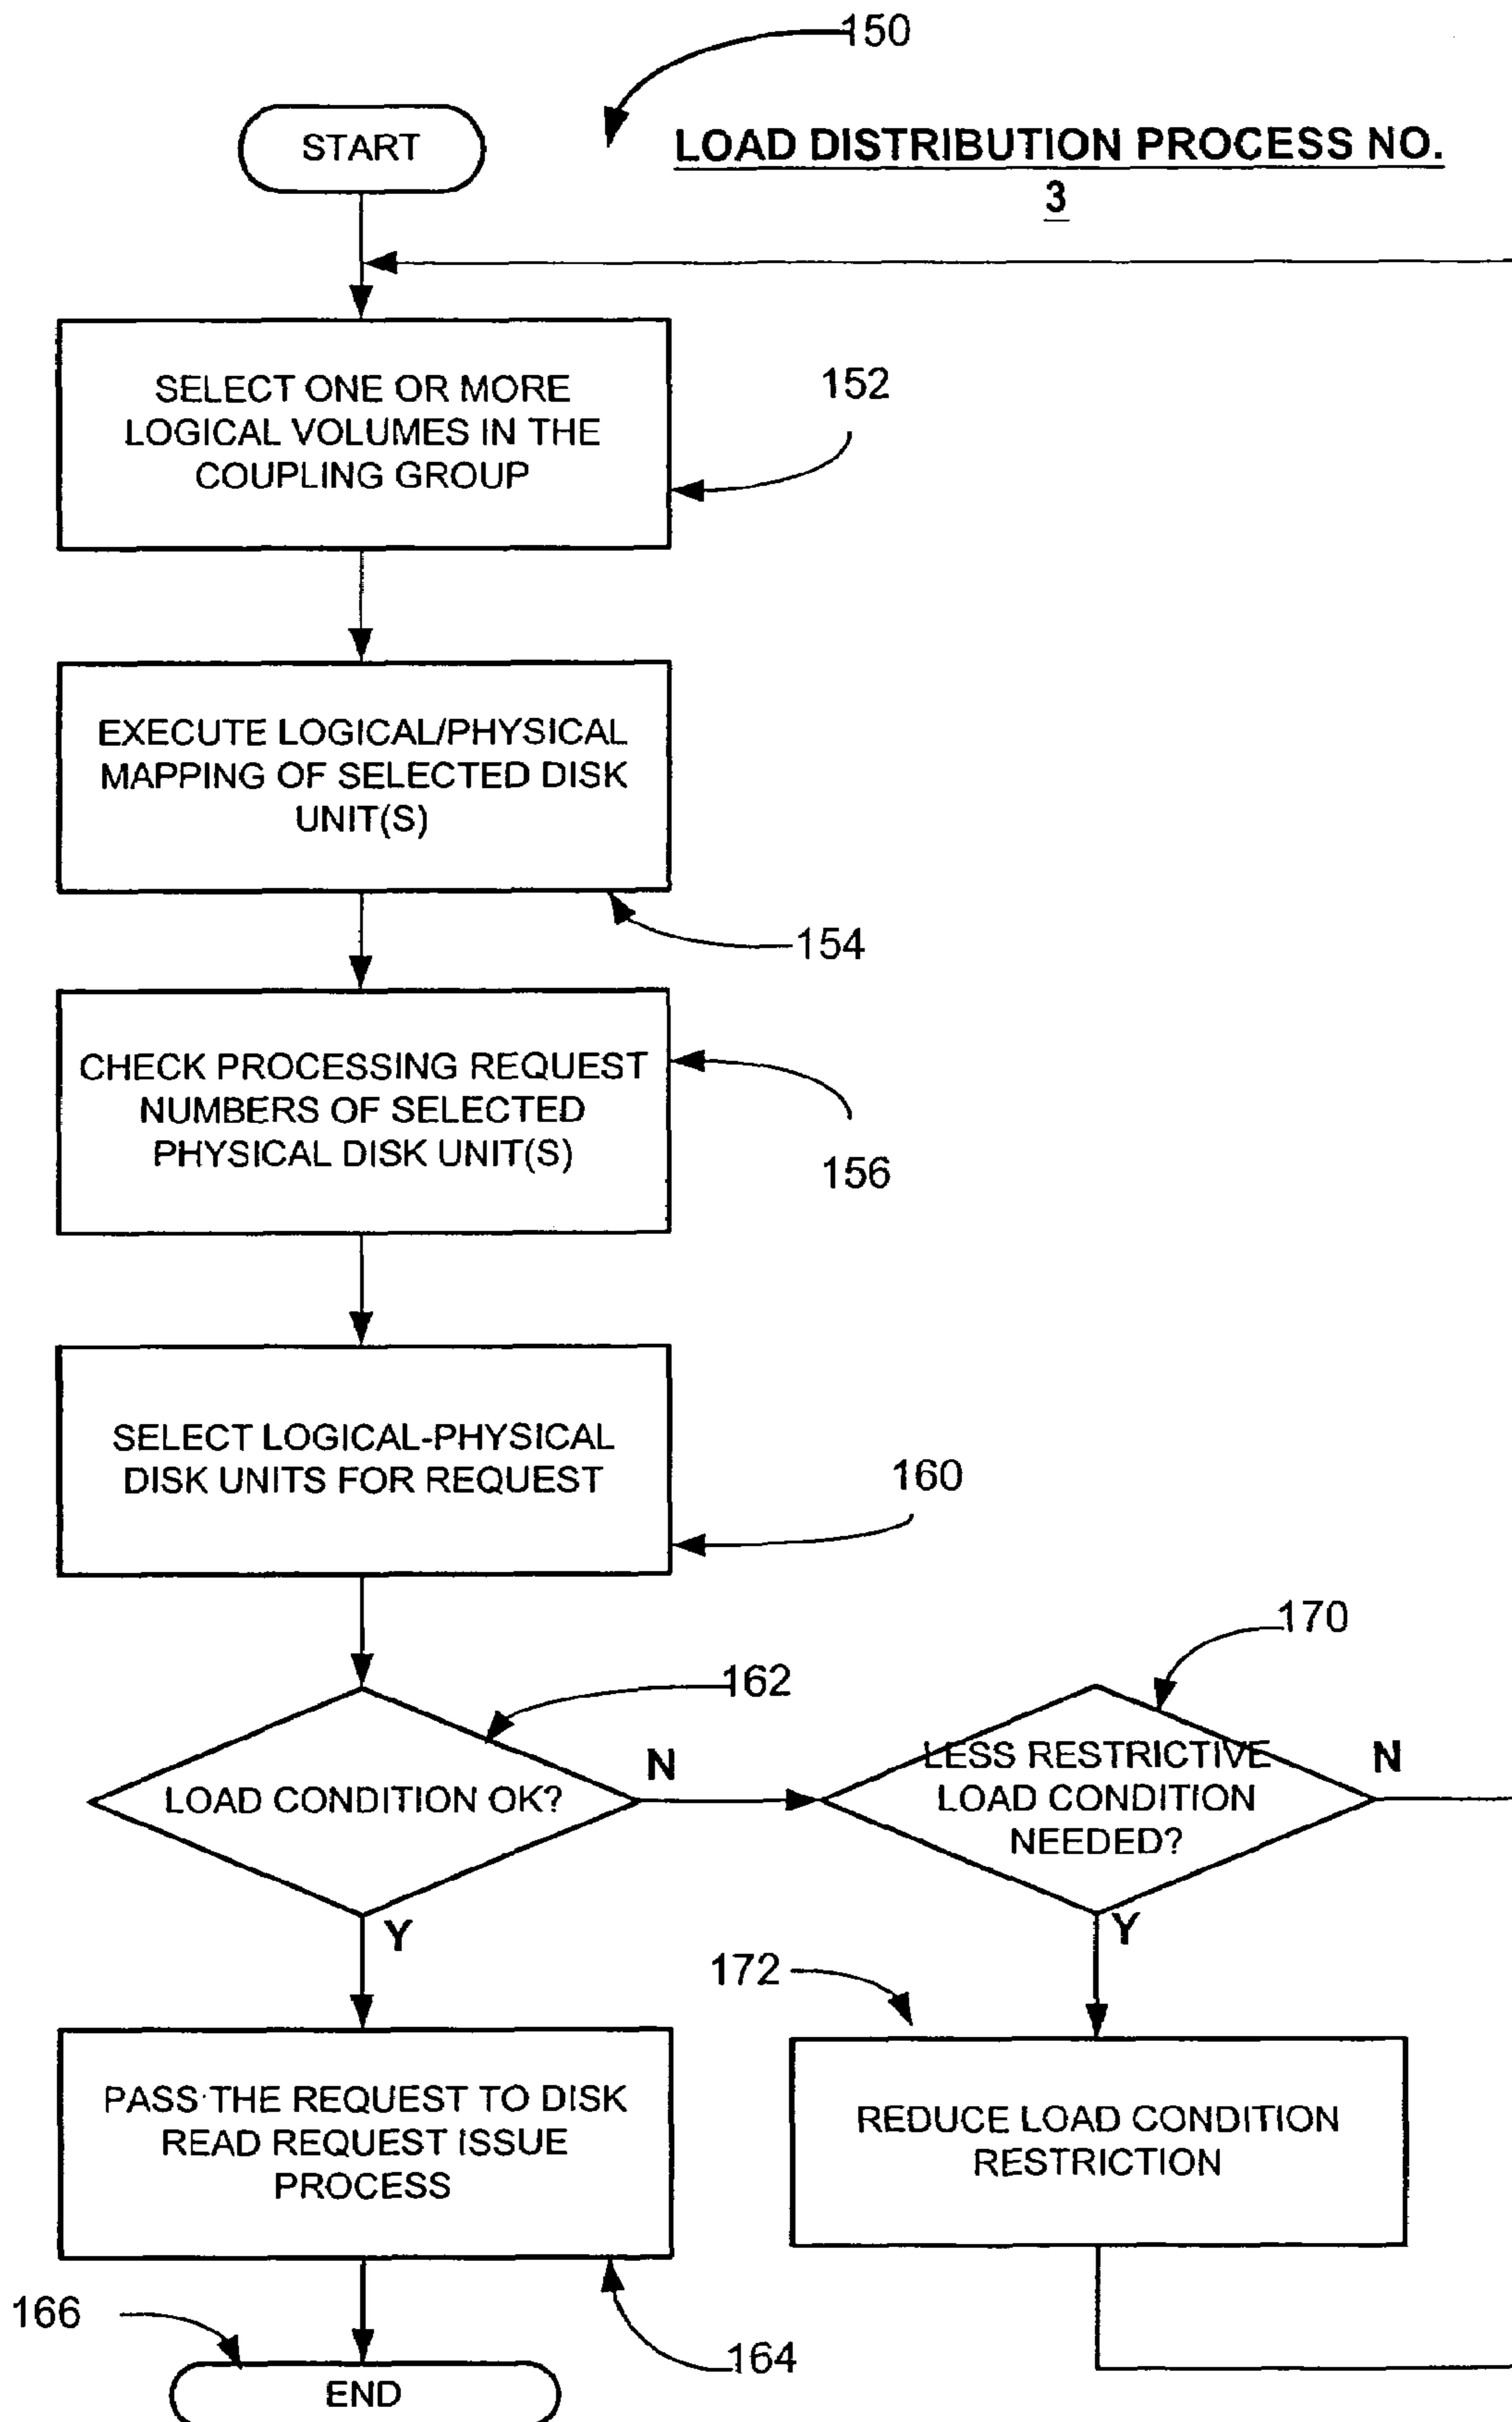 150
START
LOAD DISTRIBUTION PROCESS NO.
3
SELECT ONE OR MORE
LOGICAL VOLUMES IN THE
COUPLING GROUP
152
EXECUTE LOGICAL/PHYSICAL
MAPPING OF SELECTED DISK
UNIT(S)
154
CHECK PROCESSING REQUEST
NUMBERS OF SELECTED
PHYSICAL DISK UNIT(S)
156
SELECT LOGICAL-PHYSICAL
DISK UNITS FOR REQUEST
160
170
162
LOAD CONDITION OK?
N
LESS RESTRICTIVE
LOAD CONDITION
NEEDED?
N
Y
Y
172
PASS THE REQUEST TO DISK
READ REQUEST ISSUE
PROCESS
REDUCE LOAD CONDITION
RESTRICTION
166
164
END